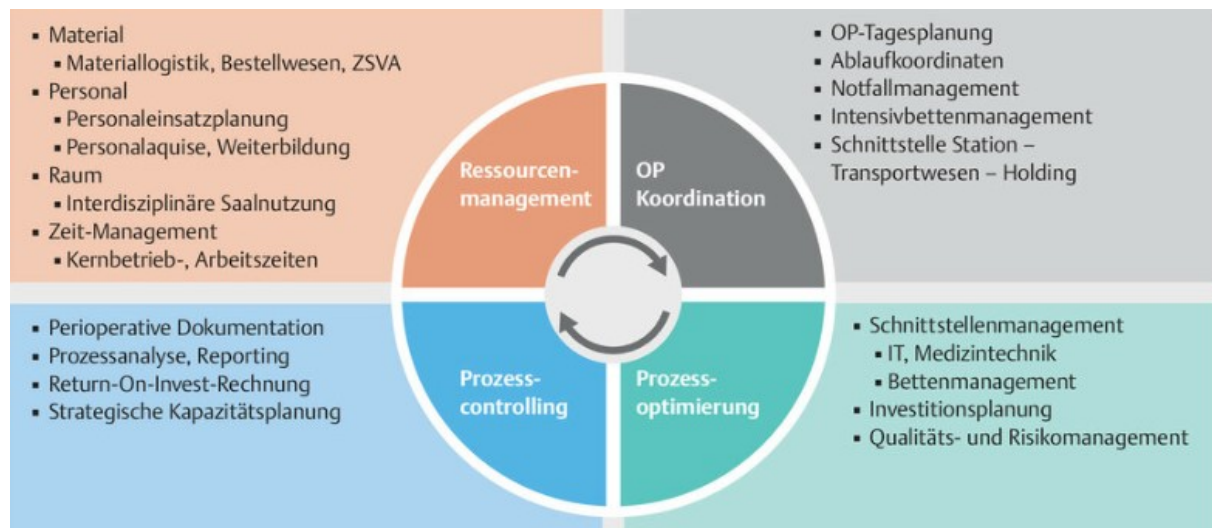 ▪ Material
▪ Materiallogistik, Bestellwesen, ZSVA
▪ Personal
▪ Personaleinsatzplanung
▪ Personalaquise, Weiterbildung
▪ Raum
▪ Interdisziplinäre Saalnutzung
▪ Zeit-Management
▪ Kernbetrieb-, Arbeitszeiten
Ressourcen-
management
OP
Koordination
▪ OP-Tagesplanung
▪ Ablaufkoordinaten
▪ Notfallmanagement
▪ Intensivbettenmanagement
▪ Schnittstelle Station –
Transportwesen – Holding
▪ Perioperative Dokumentation
▪ Prozessanalyse, Reporting
▪ Return-On-Invest-Rechnung
▪ Strategische Kapazitätsplanung
Prozess-
controlling
Prozess-
optimierung
▪ Schnittstellenmanagement
▪ IT, Medizintechnik
▪ Bettenmanagement
▪ Investitionsplanung
▪ Qualitäts- und Risikomanagement